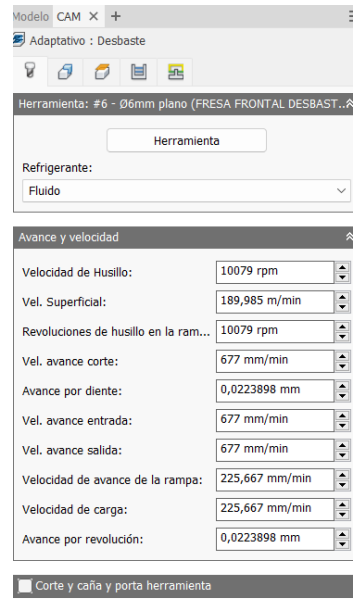 Modelo CAM × +
Adaptativo : Desbaste
Herramienta: #6 - Ø6mm plano (FRESA FRONTAL DESBAST..
Herramienta
Refrigerante:
Fluido
Avance y velocidad
Velocidad de Husillo: 10079 rpm
Vel. Superficial: 189,985 m/min
Revoluciones de husillo en la ram... 10079 rpm
Vel. avance corte: 677 mm/min
Avance por diente: 0,0223898 mm
Vel. avance entrada: 677 mm/min
Vel. avance salida: 677 mm/min
Velocidad de avance de la rampa: 225,667 mm/min
Velocidad de carga: 225,667 mm/min
Avance por revolución: 0,0223898 mm
Corte y caña y porta herramienta